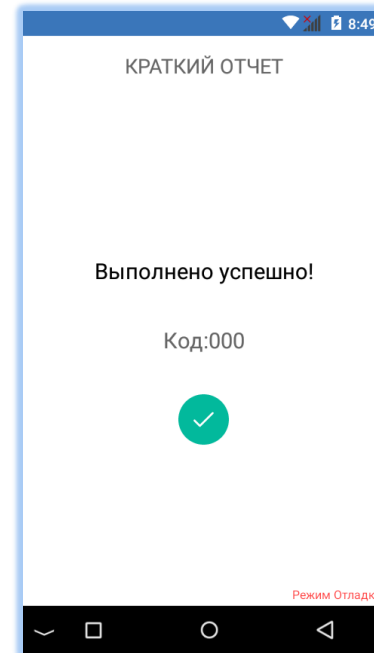 8:49
КРАТКИЙ ОТЧЕТ
Выполнено успешно!
Код:000
Режим Отладк